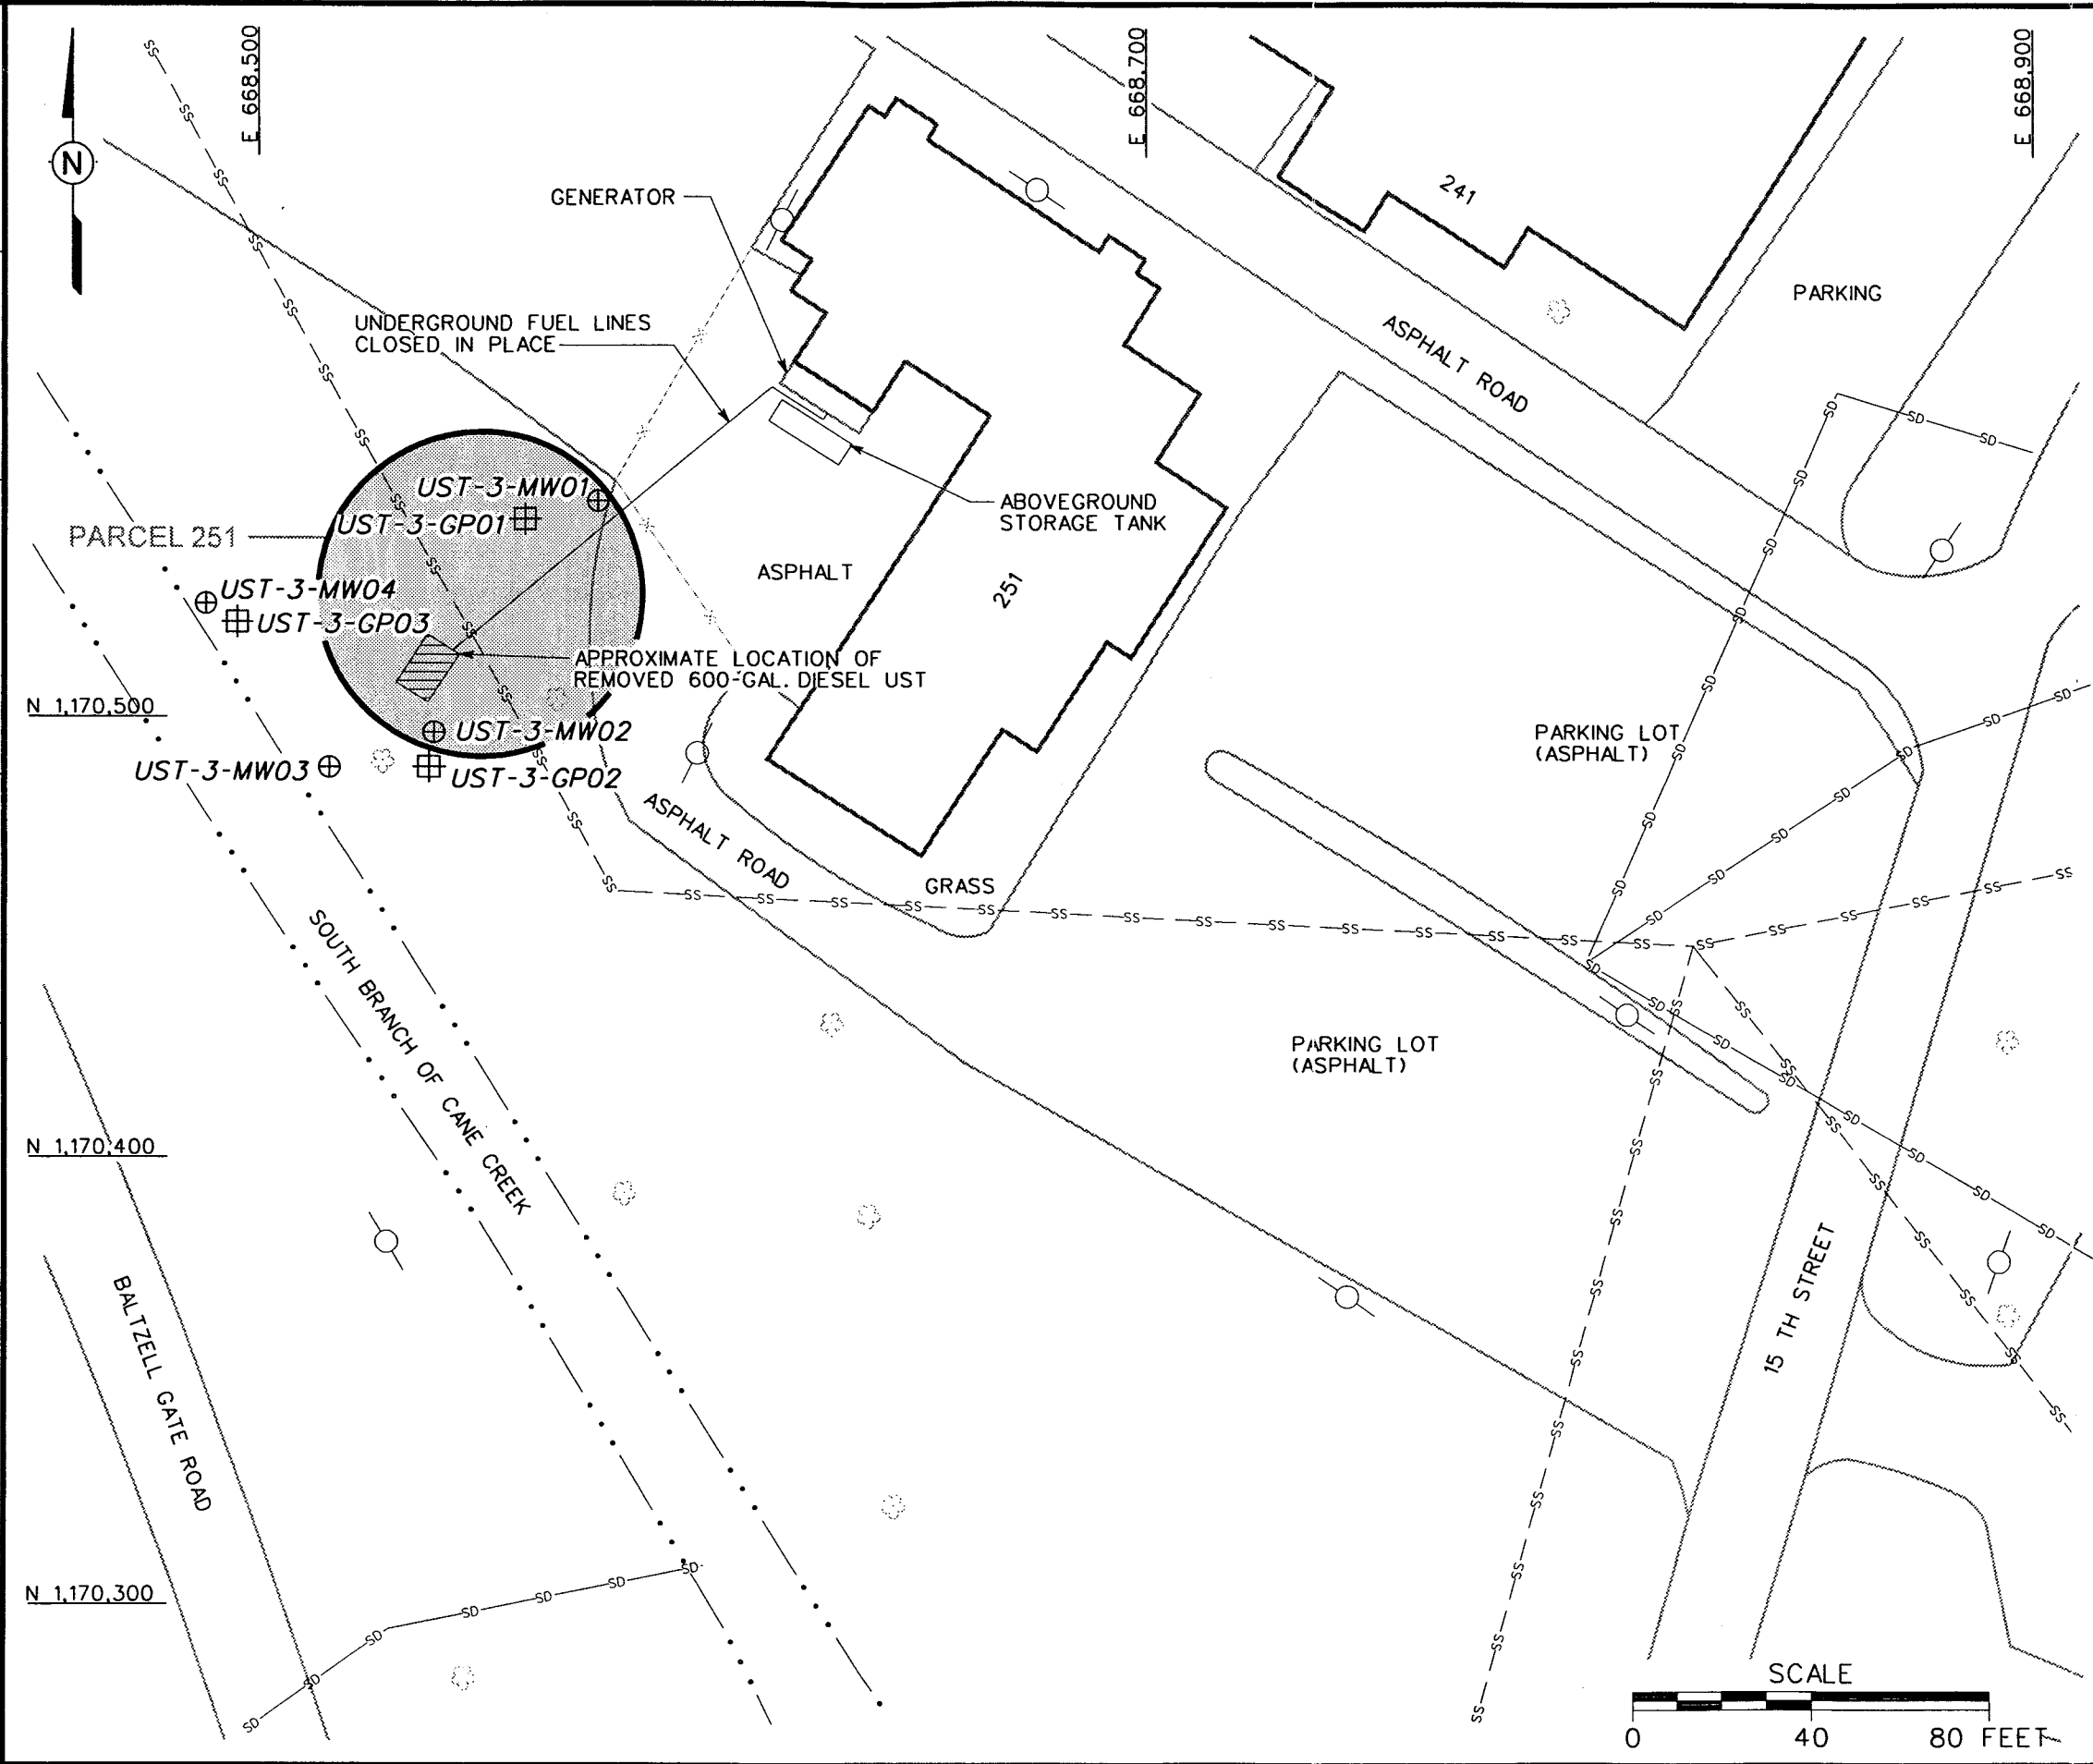 E 668,500
E 668,700
E 668,900
N
GENERATOR
241
PARKING
UNDERGROUND FUEL LINES
CLOSED IN PLACE
ASPHALT ROAD
UST-3-MW01
UST-3-GP01
ABOVEGROUND
STORAGE TANK
PARCEL 251
ASPHALT
251
UST-3-MW04
UST-3-GP03
APPROXIMATE LOCATION OF
REMOVED 600-GAL. DIESEL UST
N 1,170,500
UST-3-MW02
UST-3-MW03
UST-3-GP02
PARKING LOT
(ASPHALT)
ASPHALT ROAD
GRASS
SOUTH BRANCH OF CANE CREEK
PARKING LOT
(ASPHALT)
N 1,170,400
15 TH STREET
BALTZELL GATE ROAD
N 1,170,300
SCALE
0 40 80 FEET
SS
SD